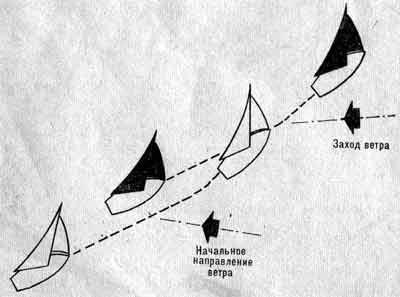 Заход ветра
Начальное
направление
ветра